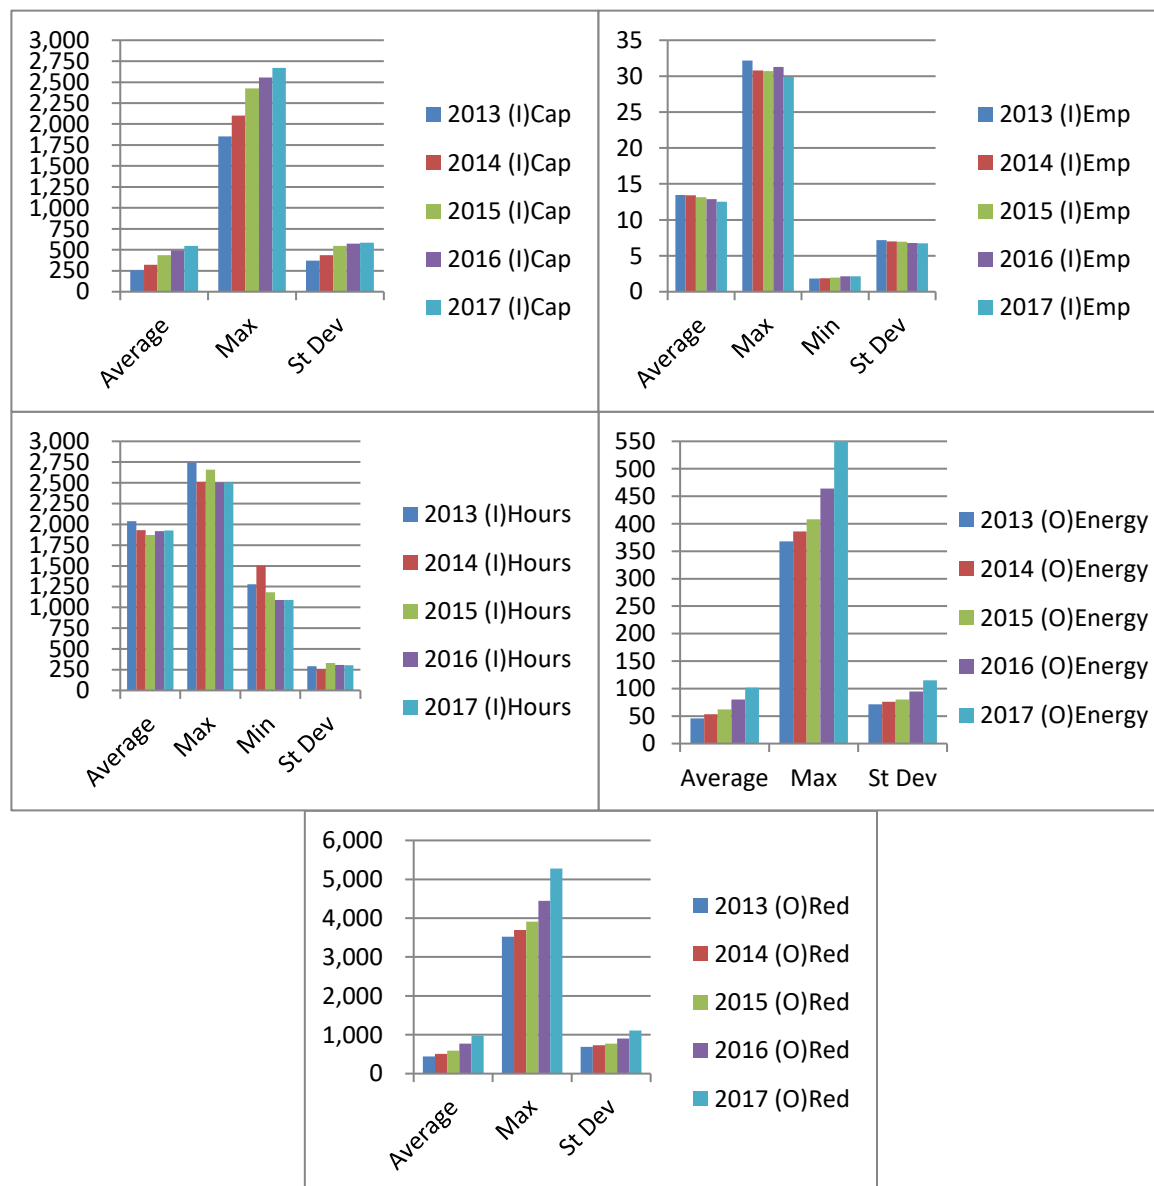 3,000
2,750
2,500
2,250
2,000
1,750
1,500
1,250
1,000
750
500
250
0
Average
Max
St Dev
2013 (I)Cap
2014 (I)Cap
2015 (I)Cap
2016 (I)Cap
2017 (I)Cap
35
30
25
20
15
10
5
0
Average
Max
Min
St Dev
2013 (I)Emp
2014 (I)Emp
2015 (I)Emp
2016 (I)Emp
2017 (I)Emp
3,000
2,750
2,500
2,250
2,000
1,750
1,500
1,250
1,000
750
500
250
0
Average
Max
Min
St Dev
2013 (I)Hours
2014 (I)Hours
2015 (I)Hours
2016 (I)Hours
2017 (I)Hours
550
500
450
400
350
300
250
200
150
100
50
0
Average
Max
St Dev
2013 (O)Energy
2014 (O)Energy
2015 (O)Energy
2016 (O)Energy
2017 (O)Energy
6,000
5,000
4,000
3,000
2,000
1,000
0
Average
Max
St Dev
2013 (O)Red
2014 (O)Red
2015 (O)Red
2016 (O)Red
2017 (O)Red